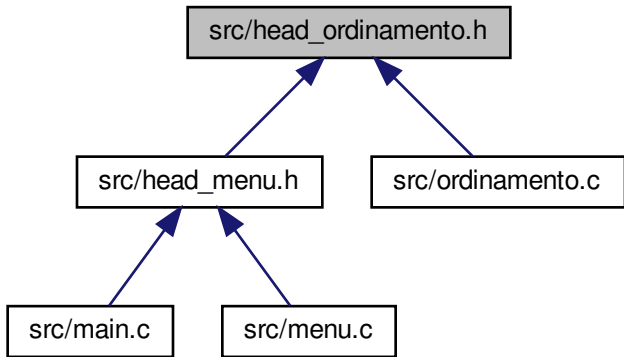 src/head_ordinamento.h
src/head_menu.h
src/ordinamento.c
src/main.c
src/menu.c